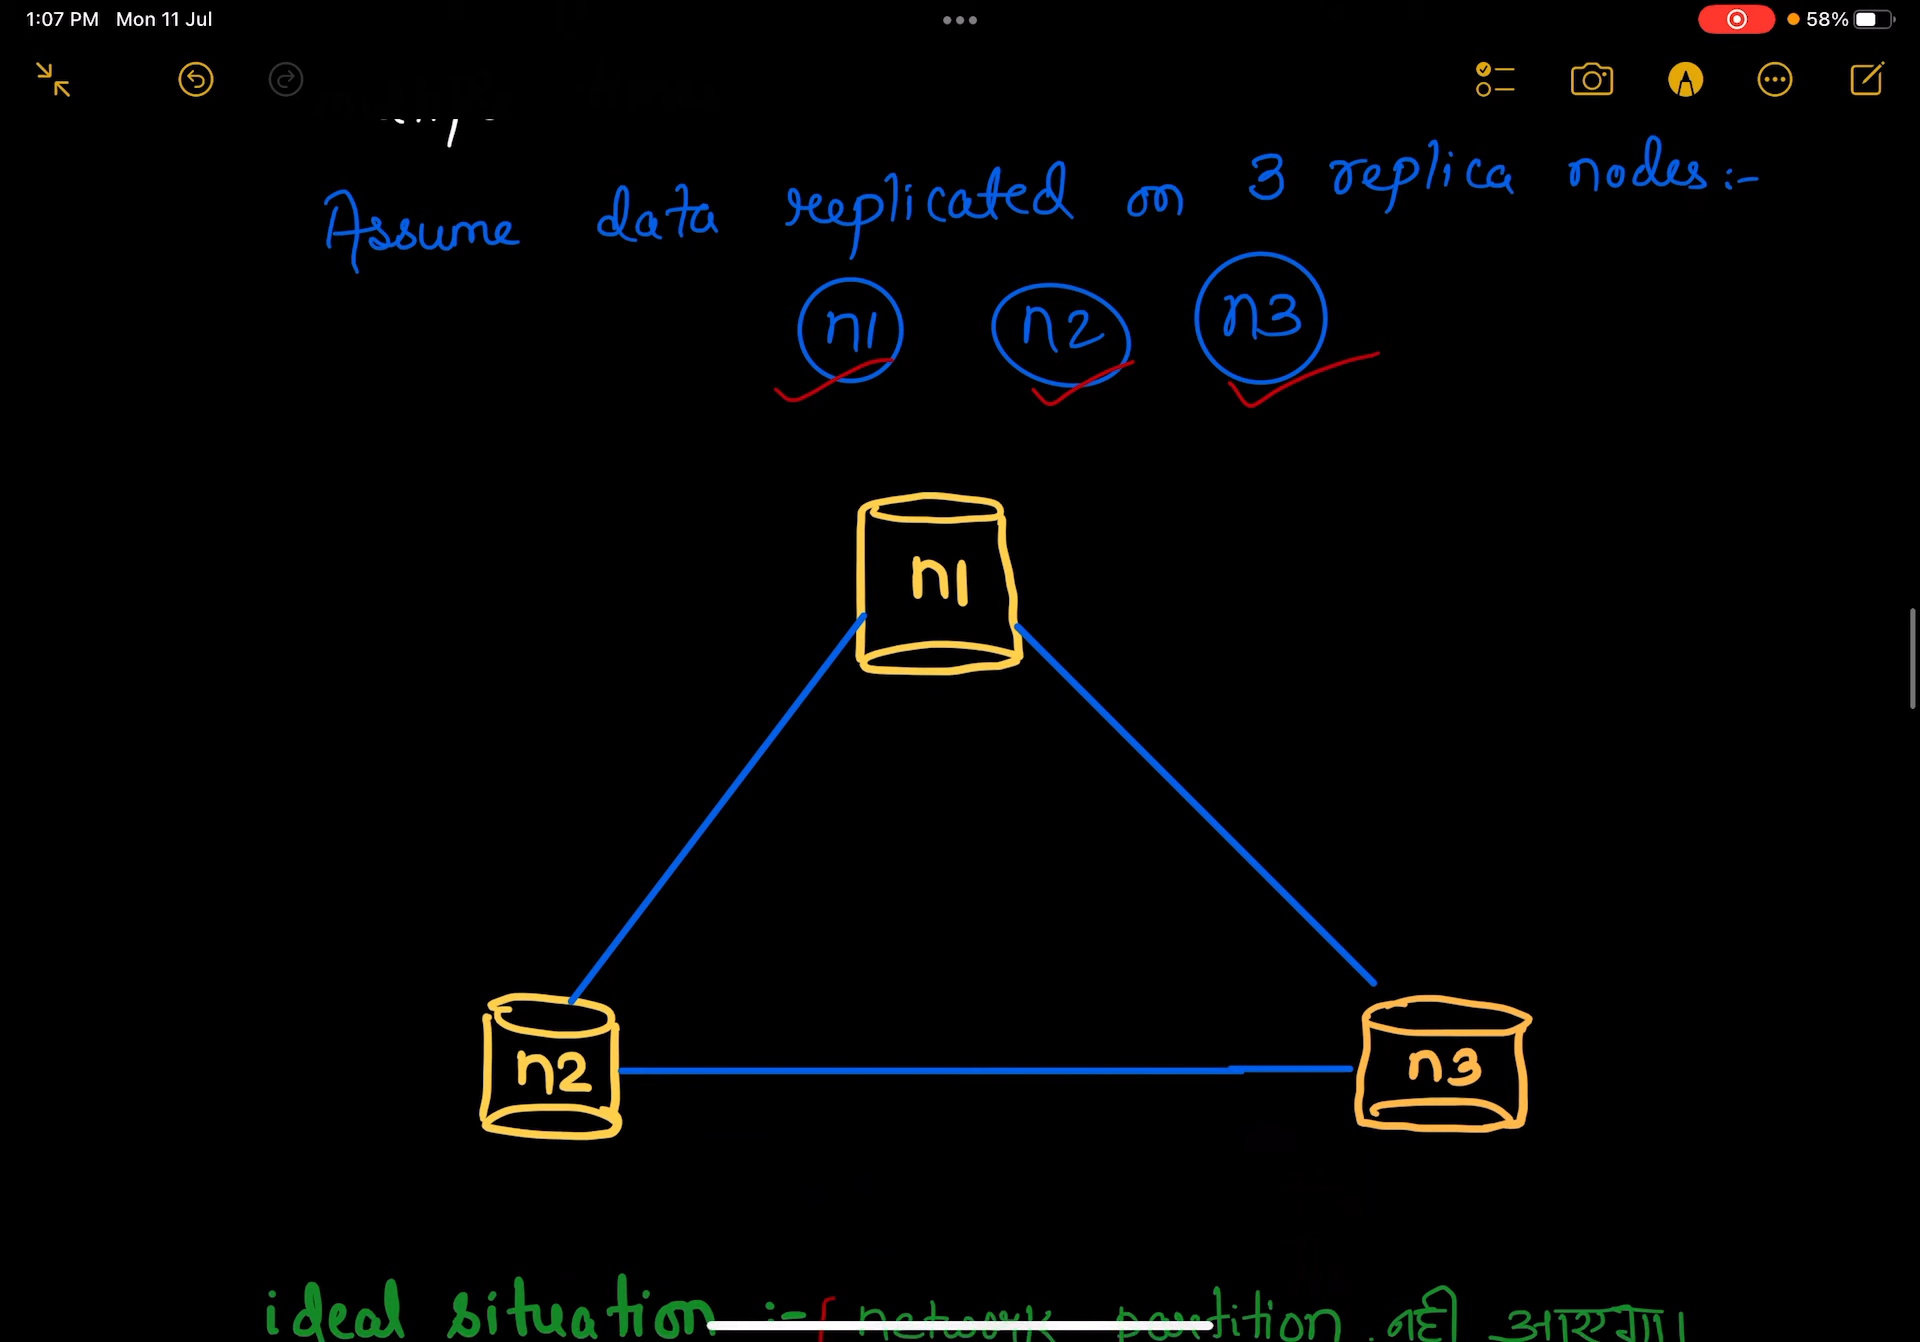 1:07 PM Mon 11 Jul
58%
Assume data replicated on 3 replica nodes:-
n1 n2 n3
n1
n2 n3
ideal situation :- network partition नही आएगा।